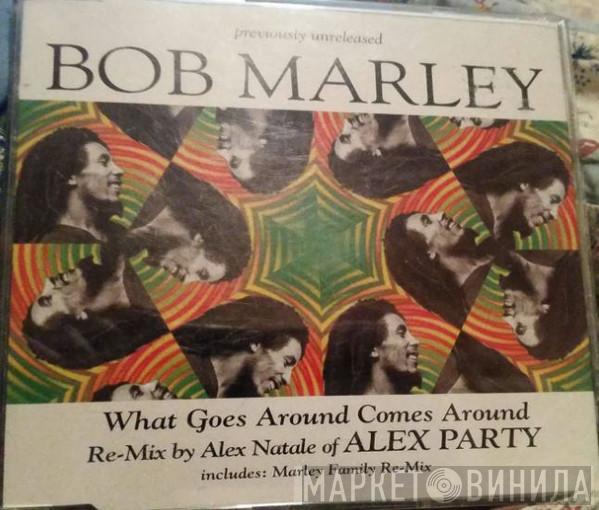 previously unreleased
BOB MARLEY
What Goes Around Comes Around
Re-Mix by Alex Natale of ALEX PARTY
includes: Marley Family Re-Mix
МАРКЕТ ВИНИЛА